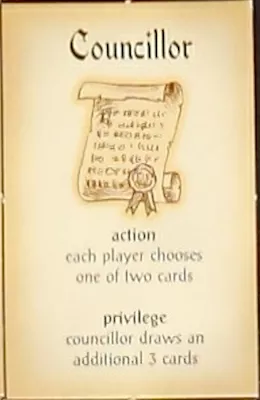 Councillor
action
each player chooses
one of two cards
privilege
councillor draws an
additional 3 cards